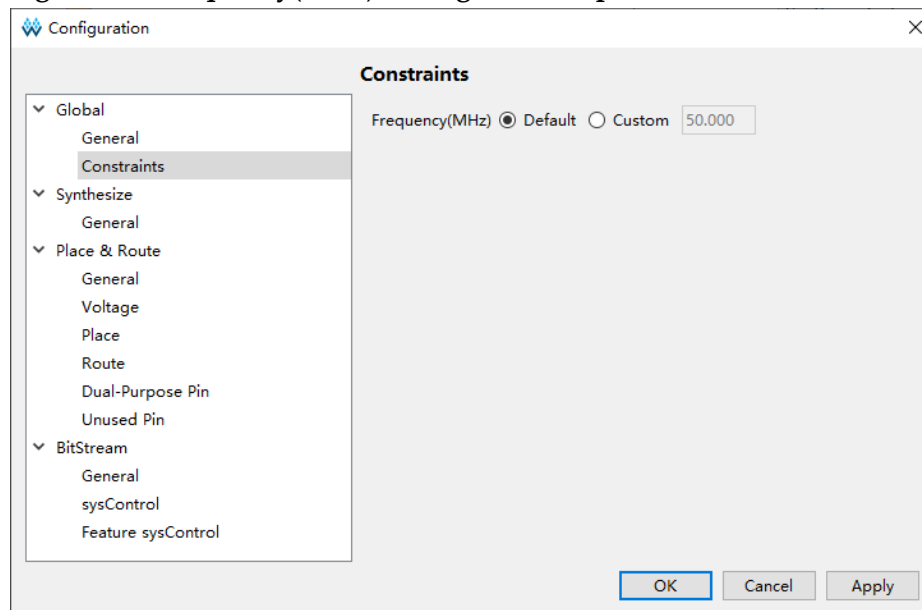 Configuration
Constraints
Frequency(MHz) Default Custom 50.000
Global
General
Constraints
Synthesize
General
Place & Route
General
Voltage
Place
Route
Dual-Purpose Pin
Unused Pin
BitStream
General
sysControl
Feature sysControl
OK Cancel Apply